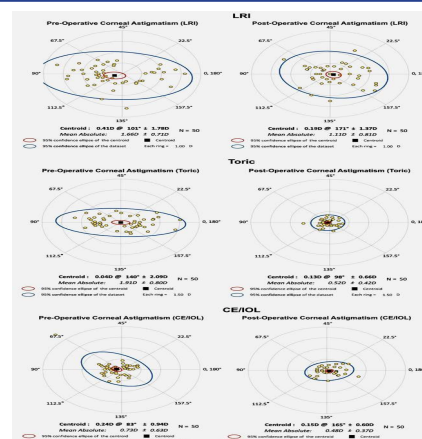 LRI
Pre-Operative Corneal Astigmatism (LRI)
45°
67.5°
22.5°
90°
0, 180°
112.5°
157.5°
135°
Centroid : 0.41D @ 101° ± 1.78D
Mean Absolute: 1.66D ± 0.71D
N = 50
95% confidence ellipse of the centroid
Centroid
95% confidence ellipse of the dataset
Each ring = 1.00 D
Post-Operative Corneal Astigmatism (LRI)
45°
67.5°
22.5°
90°
0, 1
112.5°
157.5°
135°
Centroid : 0.19D @ 171° ± 1.37D
Mean Absolute: 1.11D ± 0.81D
N = 50
95% confidence ellipse of the centroid
Centroid
95% confidence ellipse of the dataset
Each ring = 1.00 D
Toric
Pre-Operative Corneal Astigmatism (Toric)
45°
67.5°
22.5°
90°
0, 180°
112.5°
157.5°
135°
Centroid : 0.04D @ 140° ± 2.09D
Mean Absolute: 1.91D ± 0.80D
N = 50
95% confidence ellipse of the centroid
Centroid
95% confidence ellipse of the dataset
Each ring = 1.50 D
Post-Operative Corneal Astigmatism (Toric)
45°
67.5°
22.5°
90°
0, 18
112.5°
157.5°
135°
Centroid : 0.13D @ 98° ± 0.66D
Mean Absolute: 0.52D ± 0.42D
N = 50
95% confidence ellipse of the centroid
Centroid
95% confidence ellipse of the dataset
Each ring = 1.50 D
CE/IOL
Pre-Operative Corneal Astigmatism (CE/IOL)
45°
67.5°
22.5°
90°
0, 180°
112.5°
157.5°
135°
Centroid : 0.24D @ 83° ± 0.94D
Mean Absolute: 0.73D ± 0.63D
N = 50
95% confidence ellipse of the centroid
Centroid
Post-Operative Corneal Astigmatism (CE/IOL)
45°
67.5°
22.5°
90°
0, 18
112.5°
157.5°
135°
Centroid : 0.15D @ 165° ± 0.60D
Mean Absolute: 0.48D ± 0.37D
N = 50
95% confidence ellipse of the centroid
Centroid